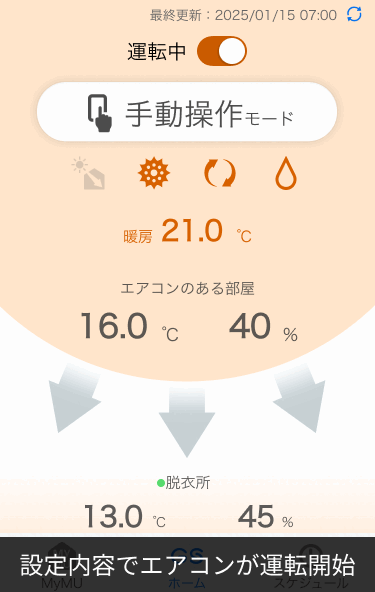 最終更新：2025/01/15 07:00
運転中
手動操作モード
暖房 21.0 ℃
エアコンのある部屋
16.0 ℃ 40 %
脱衣所
13.0 ℃ 45 %
設定内容でエアコンが運転開始
MyMU ホーム スケジュール